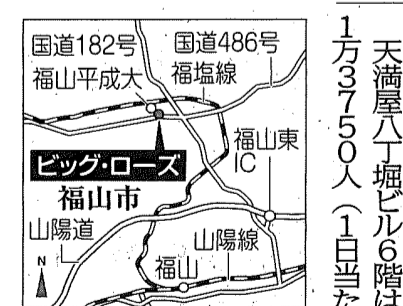 国道182号
国道486号
福山平成大
福塩線
福山東
IC
ビッグ・ローズ
福山市
山陽道
山陽線
N
福山
天満屋八丁堀ビル6階は
1万3750人(1日当た